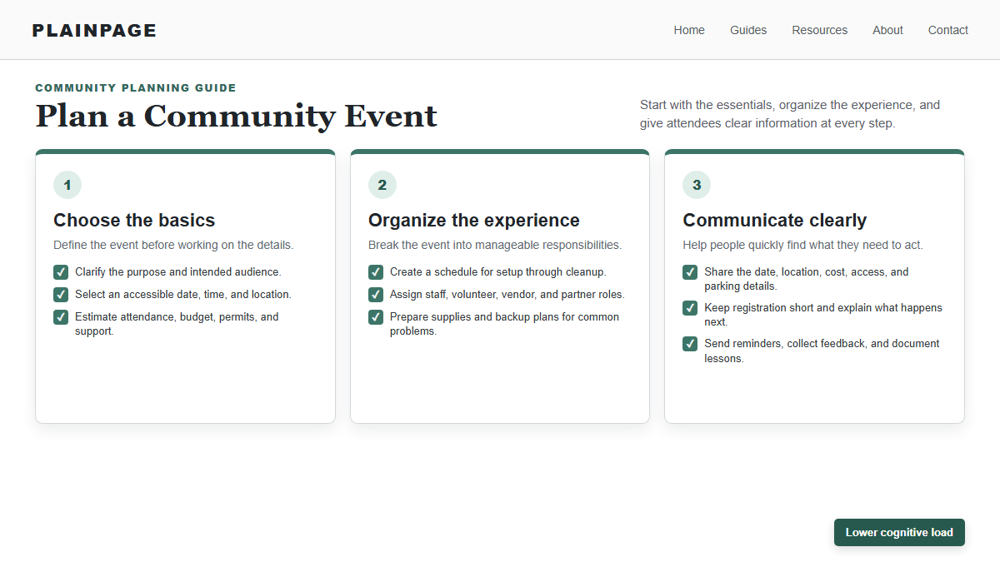 PLAINPAGE
Home Guides Resources About Contact
COMMUNITY PLANNING GUIDE
Plan a Community Event
Start with the essentials, organize the experience, and
give attendees clear information at every step.
1
Choose the basics
Define the event before working on the details.
Clarify the purpose and intended audience.
Select an accessible date, time, and location.
Estimate attendance, budget, permits, and
support.
2
Organize the experience
Break the event into manageable responsibilities.
Create a schedule for setup through cleanup.
Assign staff, volunteer, vendor, and partner roles.
Prepare supplies and backup plans for common
problems.
3
Communicate clearly
Help people quickly find what they need to act.
Share the date, location, cost, access, and
parking details.
Keep registration short and explain what happens
next.
Send reminders, collect feedback, and document
lessons.
Lower cognitive load